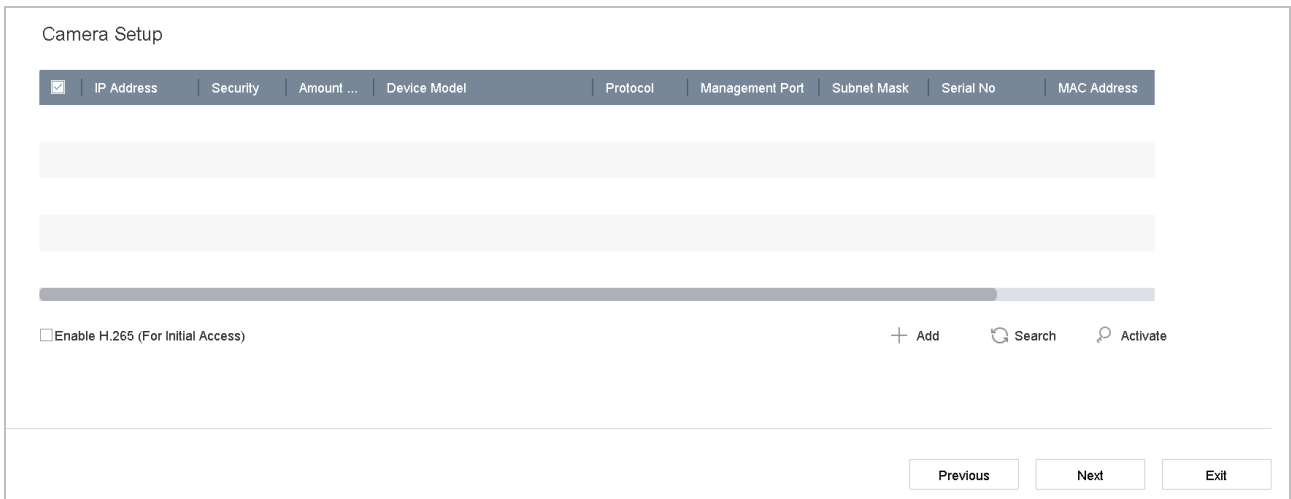 Camera Setup
IP Address Security Amount ... Device Model Protocol Management Port Subnet Mask Serial No MAC Address
Enable H.265 (For Initial Access) Add Search Activate
Previous Next Exit